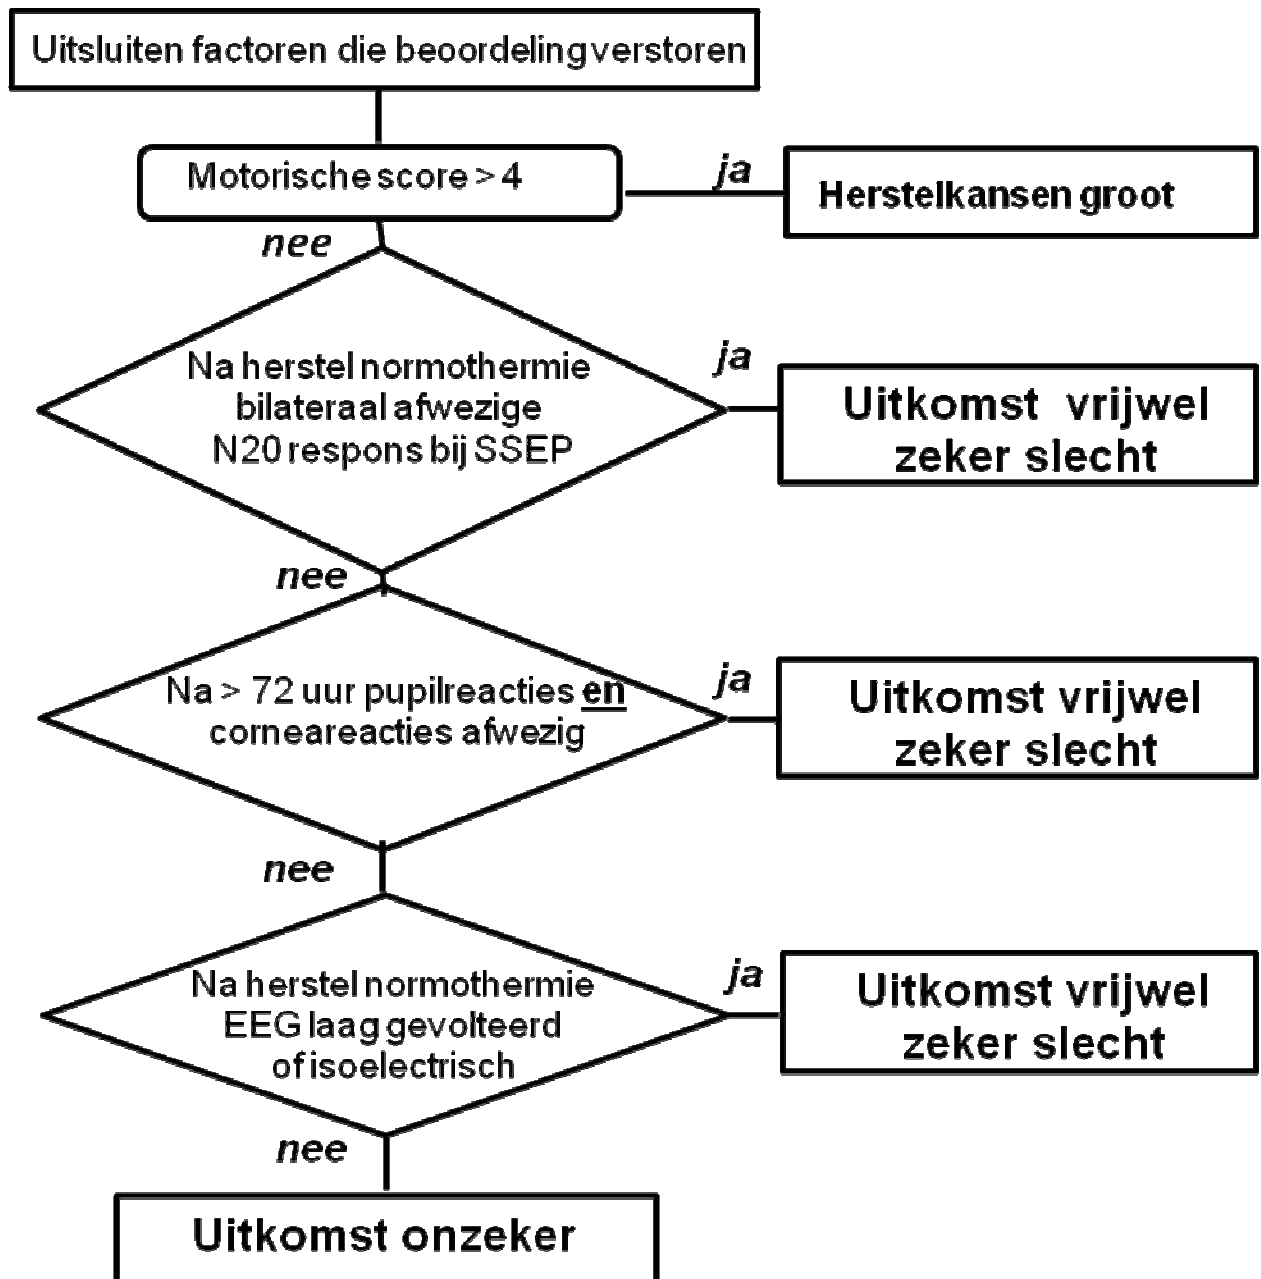 Uitsluiten factoren die beoordeling verstoren
Motorische score > 4
ja
Herstelkansen groot
nee
Na herstel normothermie
bilateraal afwezige
N20 respons bij SSEP
ja
Uitkomst vrijwel
zeker slecht
nee
Na > 72 uur pupilreacties en
corneareacties afwezig
ja
Uitkomst vrijwel
zeker slecht
nee
Na herstel normothermie
EEG laag gevolteerd
of isoelectrisch
ja
Uitkomst vrijwel
zeker slecht
nee
Uitkomst onzeker